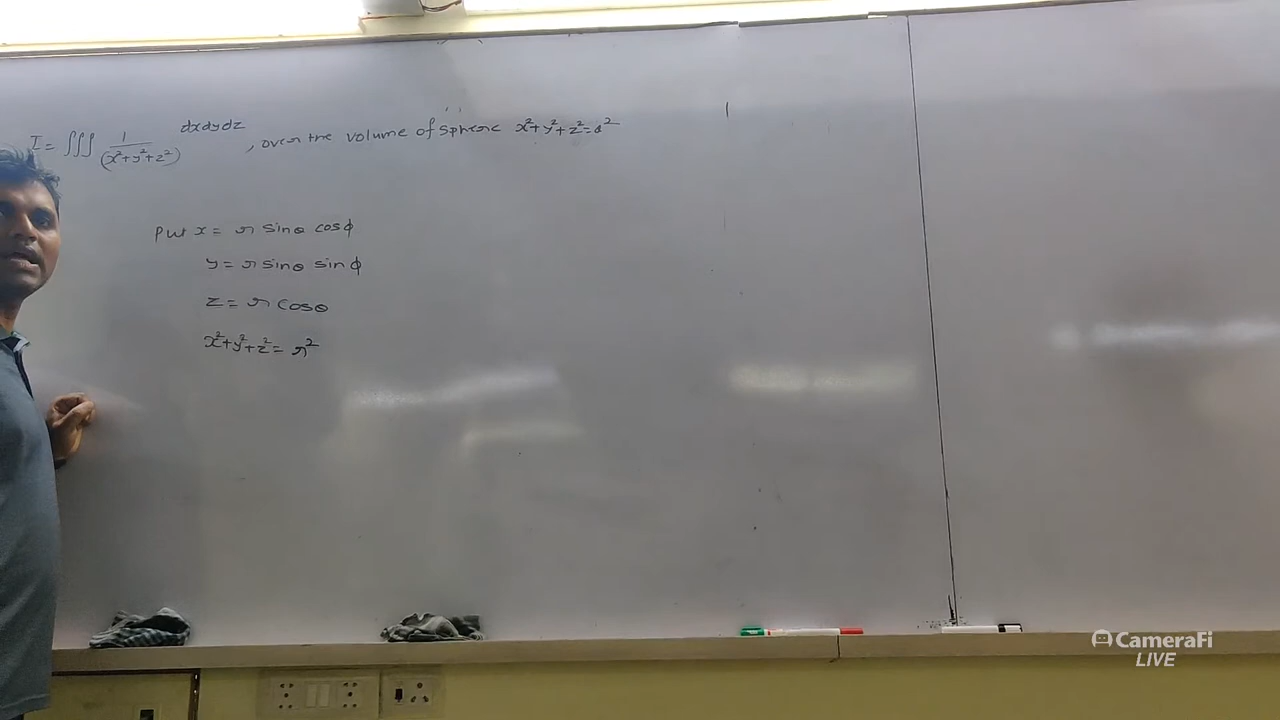 I = ∭ 1/(x²+y²+z²) dxdydz, over the volume of sphere x²+y²+z²=a²
Put x = r sinθ cosϕ
y = r sinθ sinϕ
z = r cosθ
x²+y²+z² = r²
CameraFi
LIVE